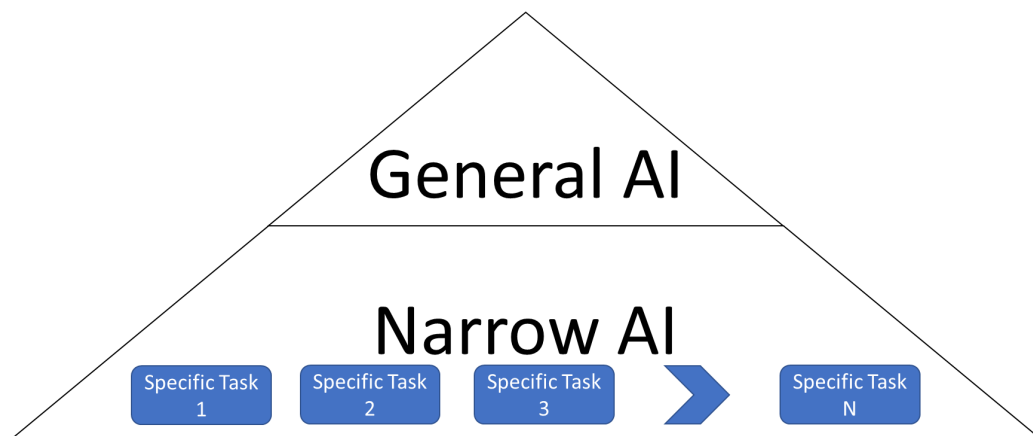 General AI
Narrow AI
Specific Task
1
Specific Task
2
Specific Task
3
Specific Task
N